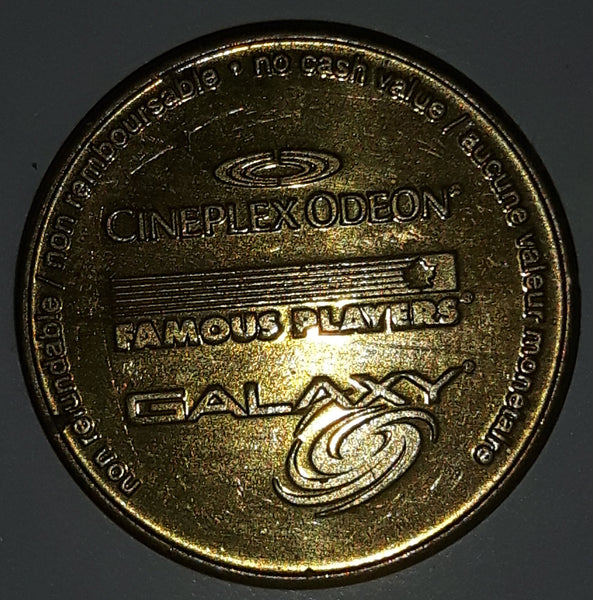 non refundable / non remboursable • no cash value / aucune valeur monétaire
CINEPLEX ODEON
FAMOUS PLAYERS®
GALAXY®